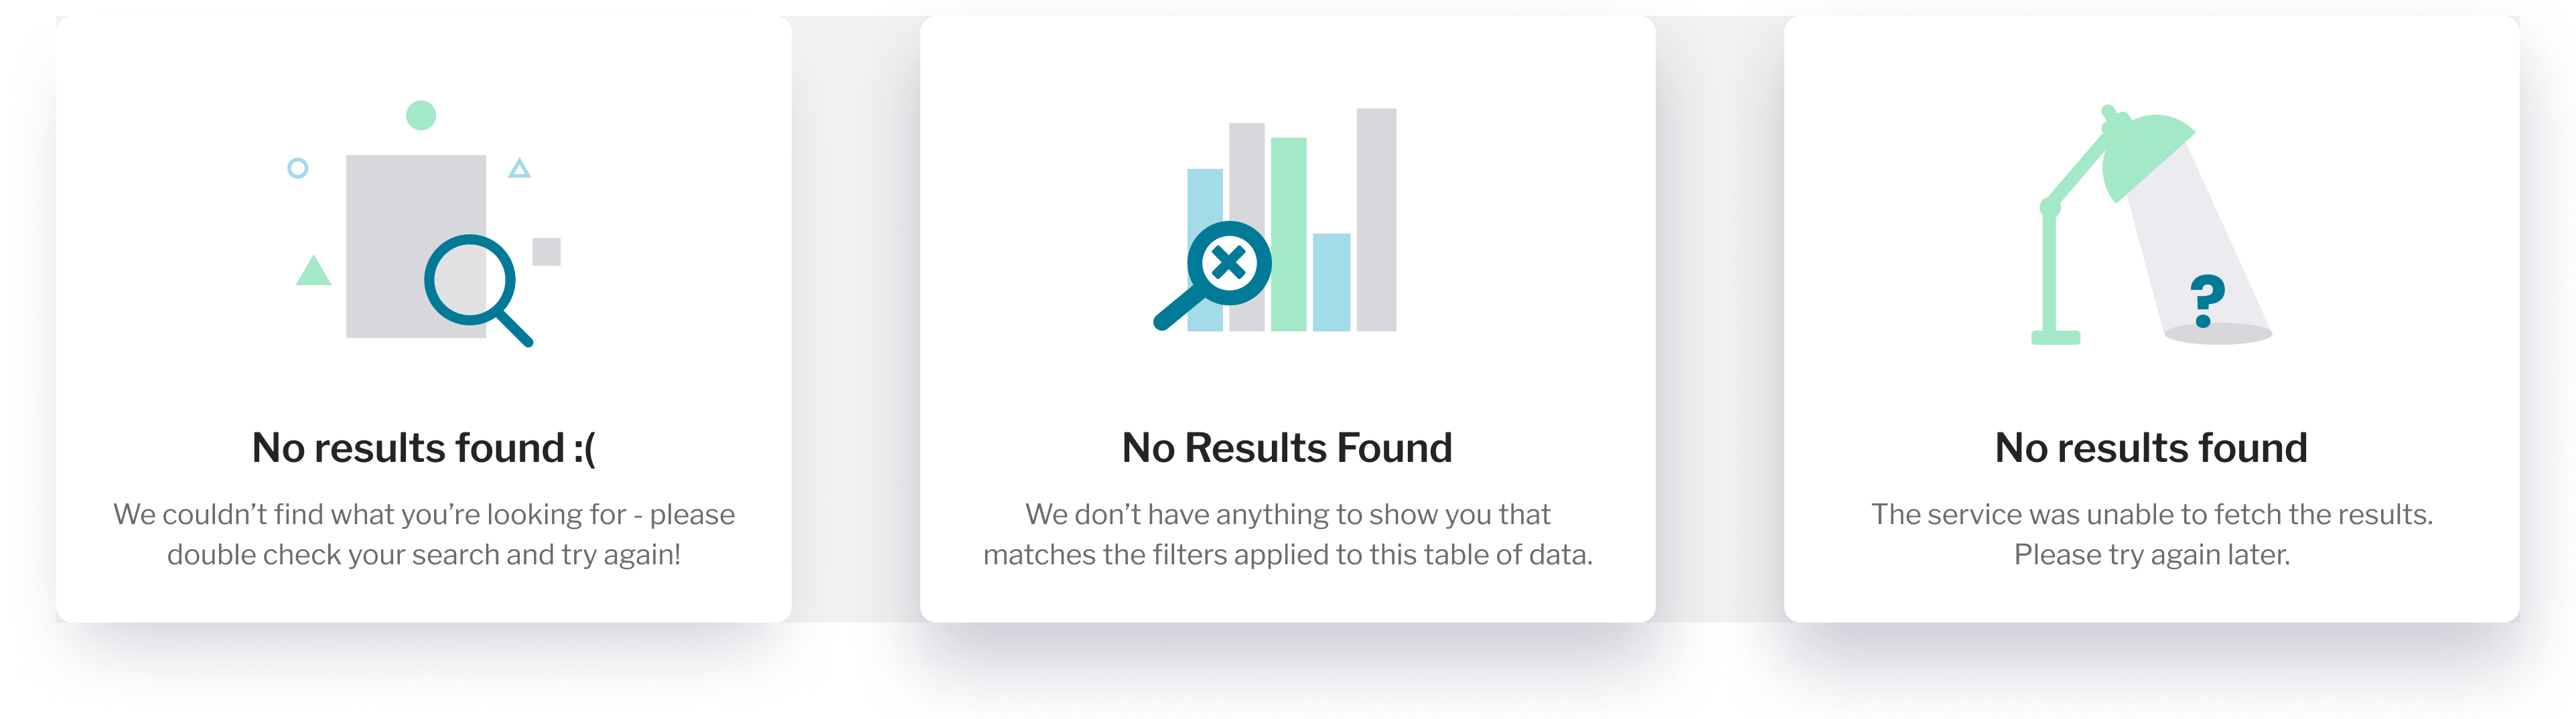 No results found :(
We couldn’t find what you’re looking for - please
double check your search and try again!
No Results Found
We don’t have anything to show you that
matches the filters applied to this table of data.
?
No results found
The service was unable to fetch the results.
Please try again later.